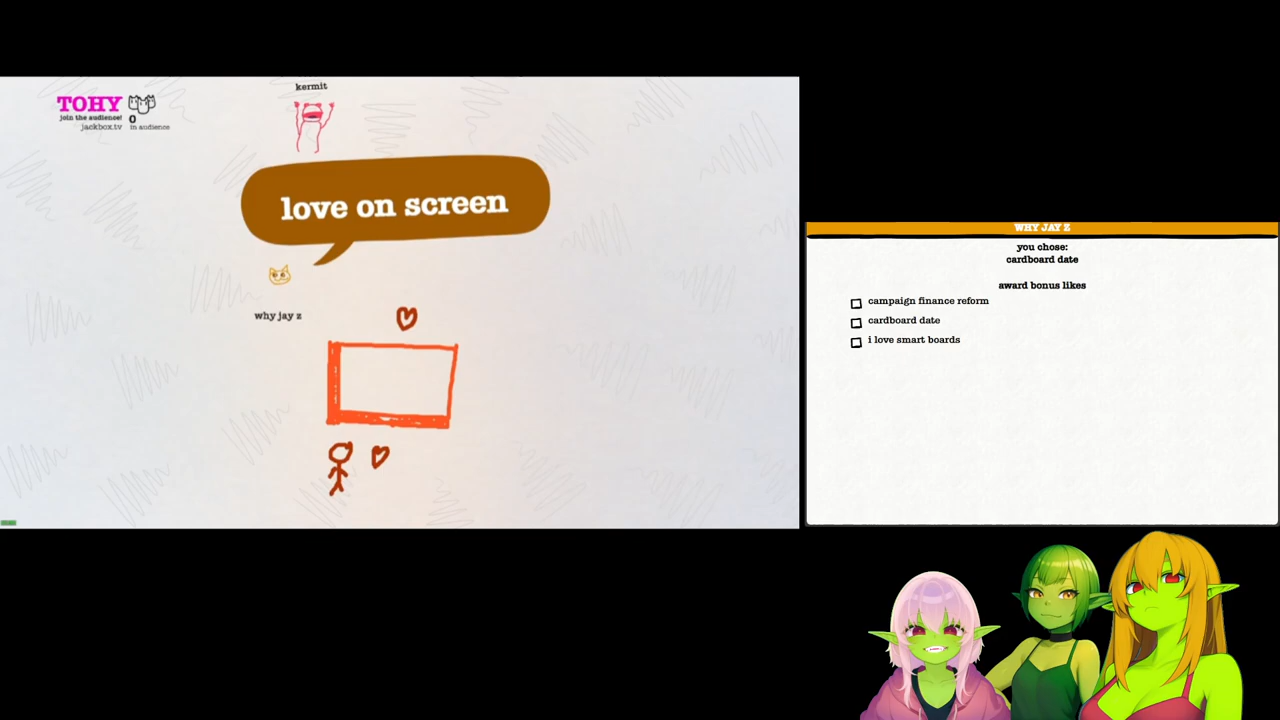 kermit
TOHY
join the audience!
jackbox.tv
0
in audience
love on screen
why jay z
WHY JAY Z
you chose:
cardboard date
award bonus likes
campaign finance reform
cardboard date
i love smart boards